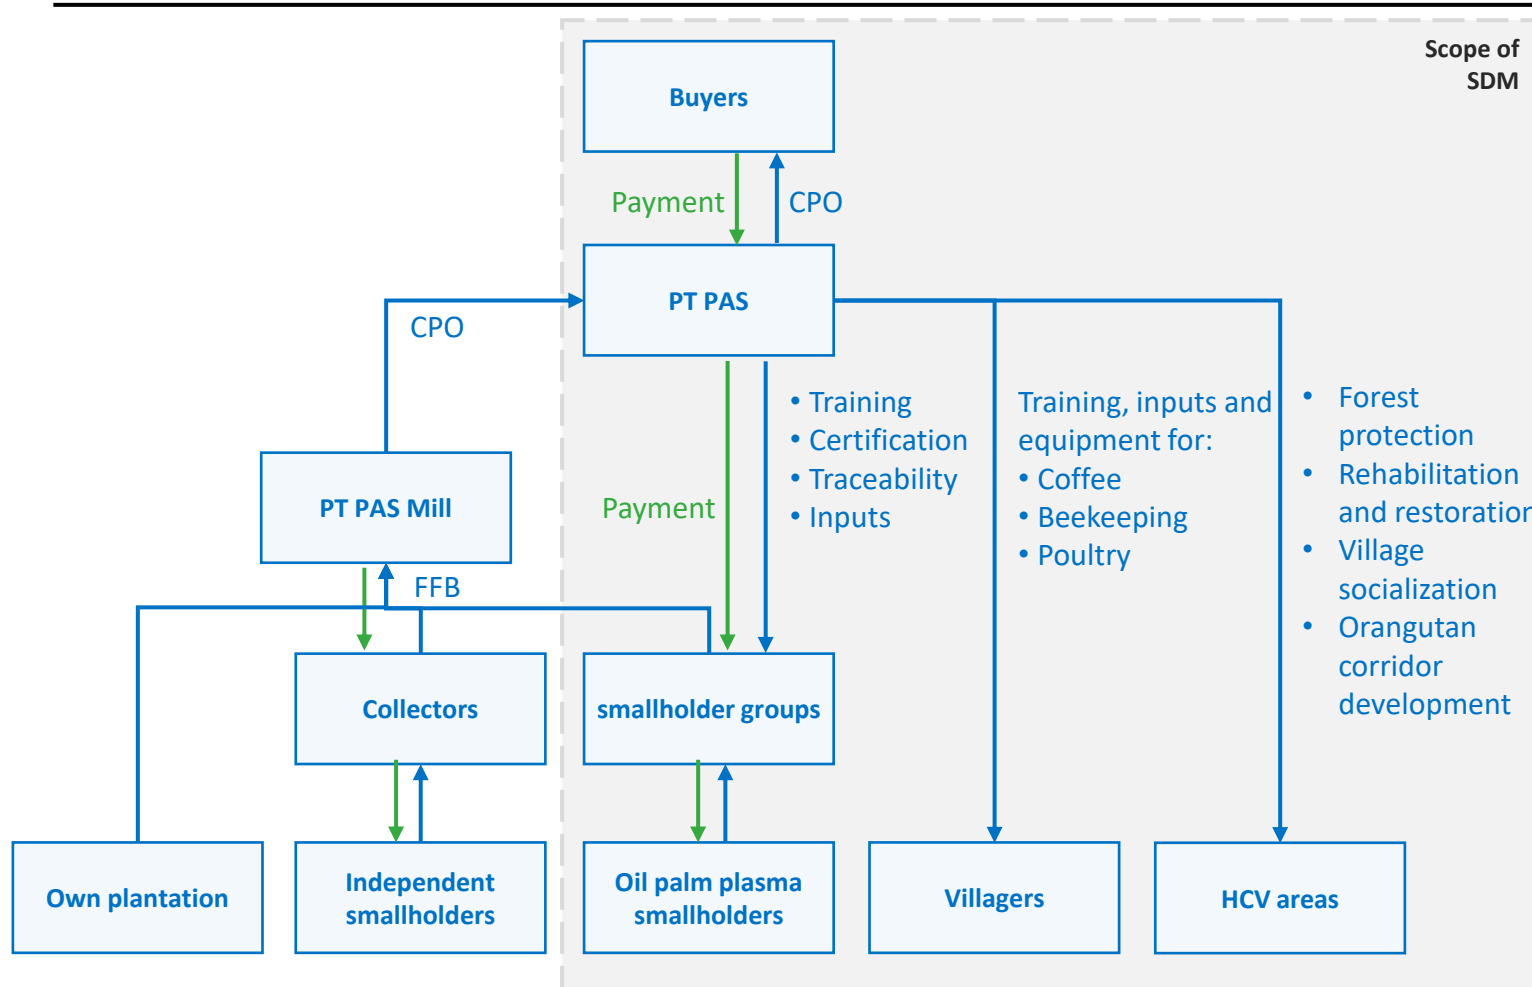 Scope of
SDM
Buyers
Payment
CPO
PT PAS
CPO
• Training
• Certification
• Traceability
• Inputs
Training, inputs and
equipment for:
• Coffee
• Beekeeping
• Poultry
• Forest
protection
• Rehabilitation
and restoration
• Village
socialization
• Orangutan
corridor
development
PT PAS Mill
Payment
FFB
Collectors
smallholder groups
Own plantation
Independent
smallholders
Oil palm plasma
smallholders
Villagers
HCV areas